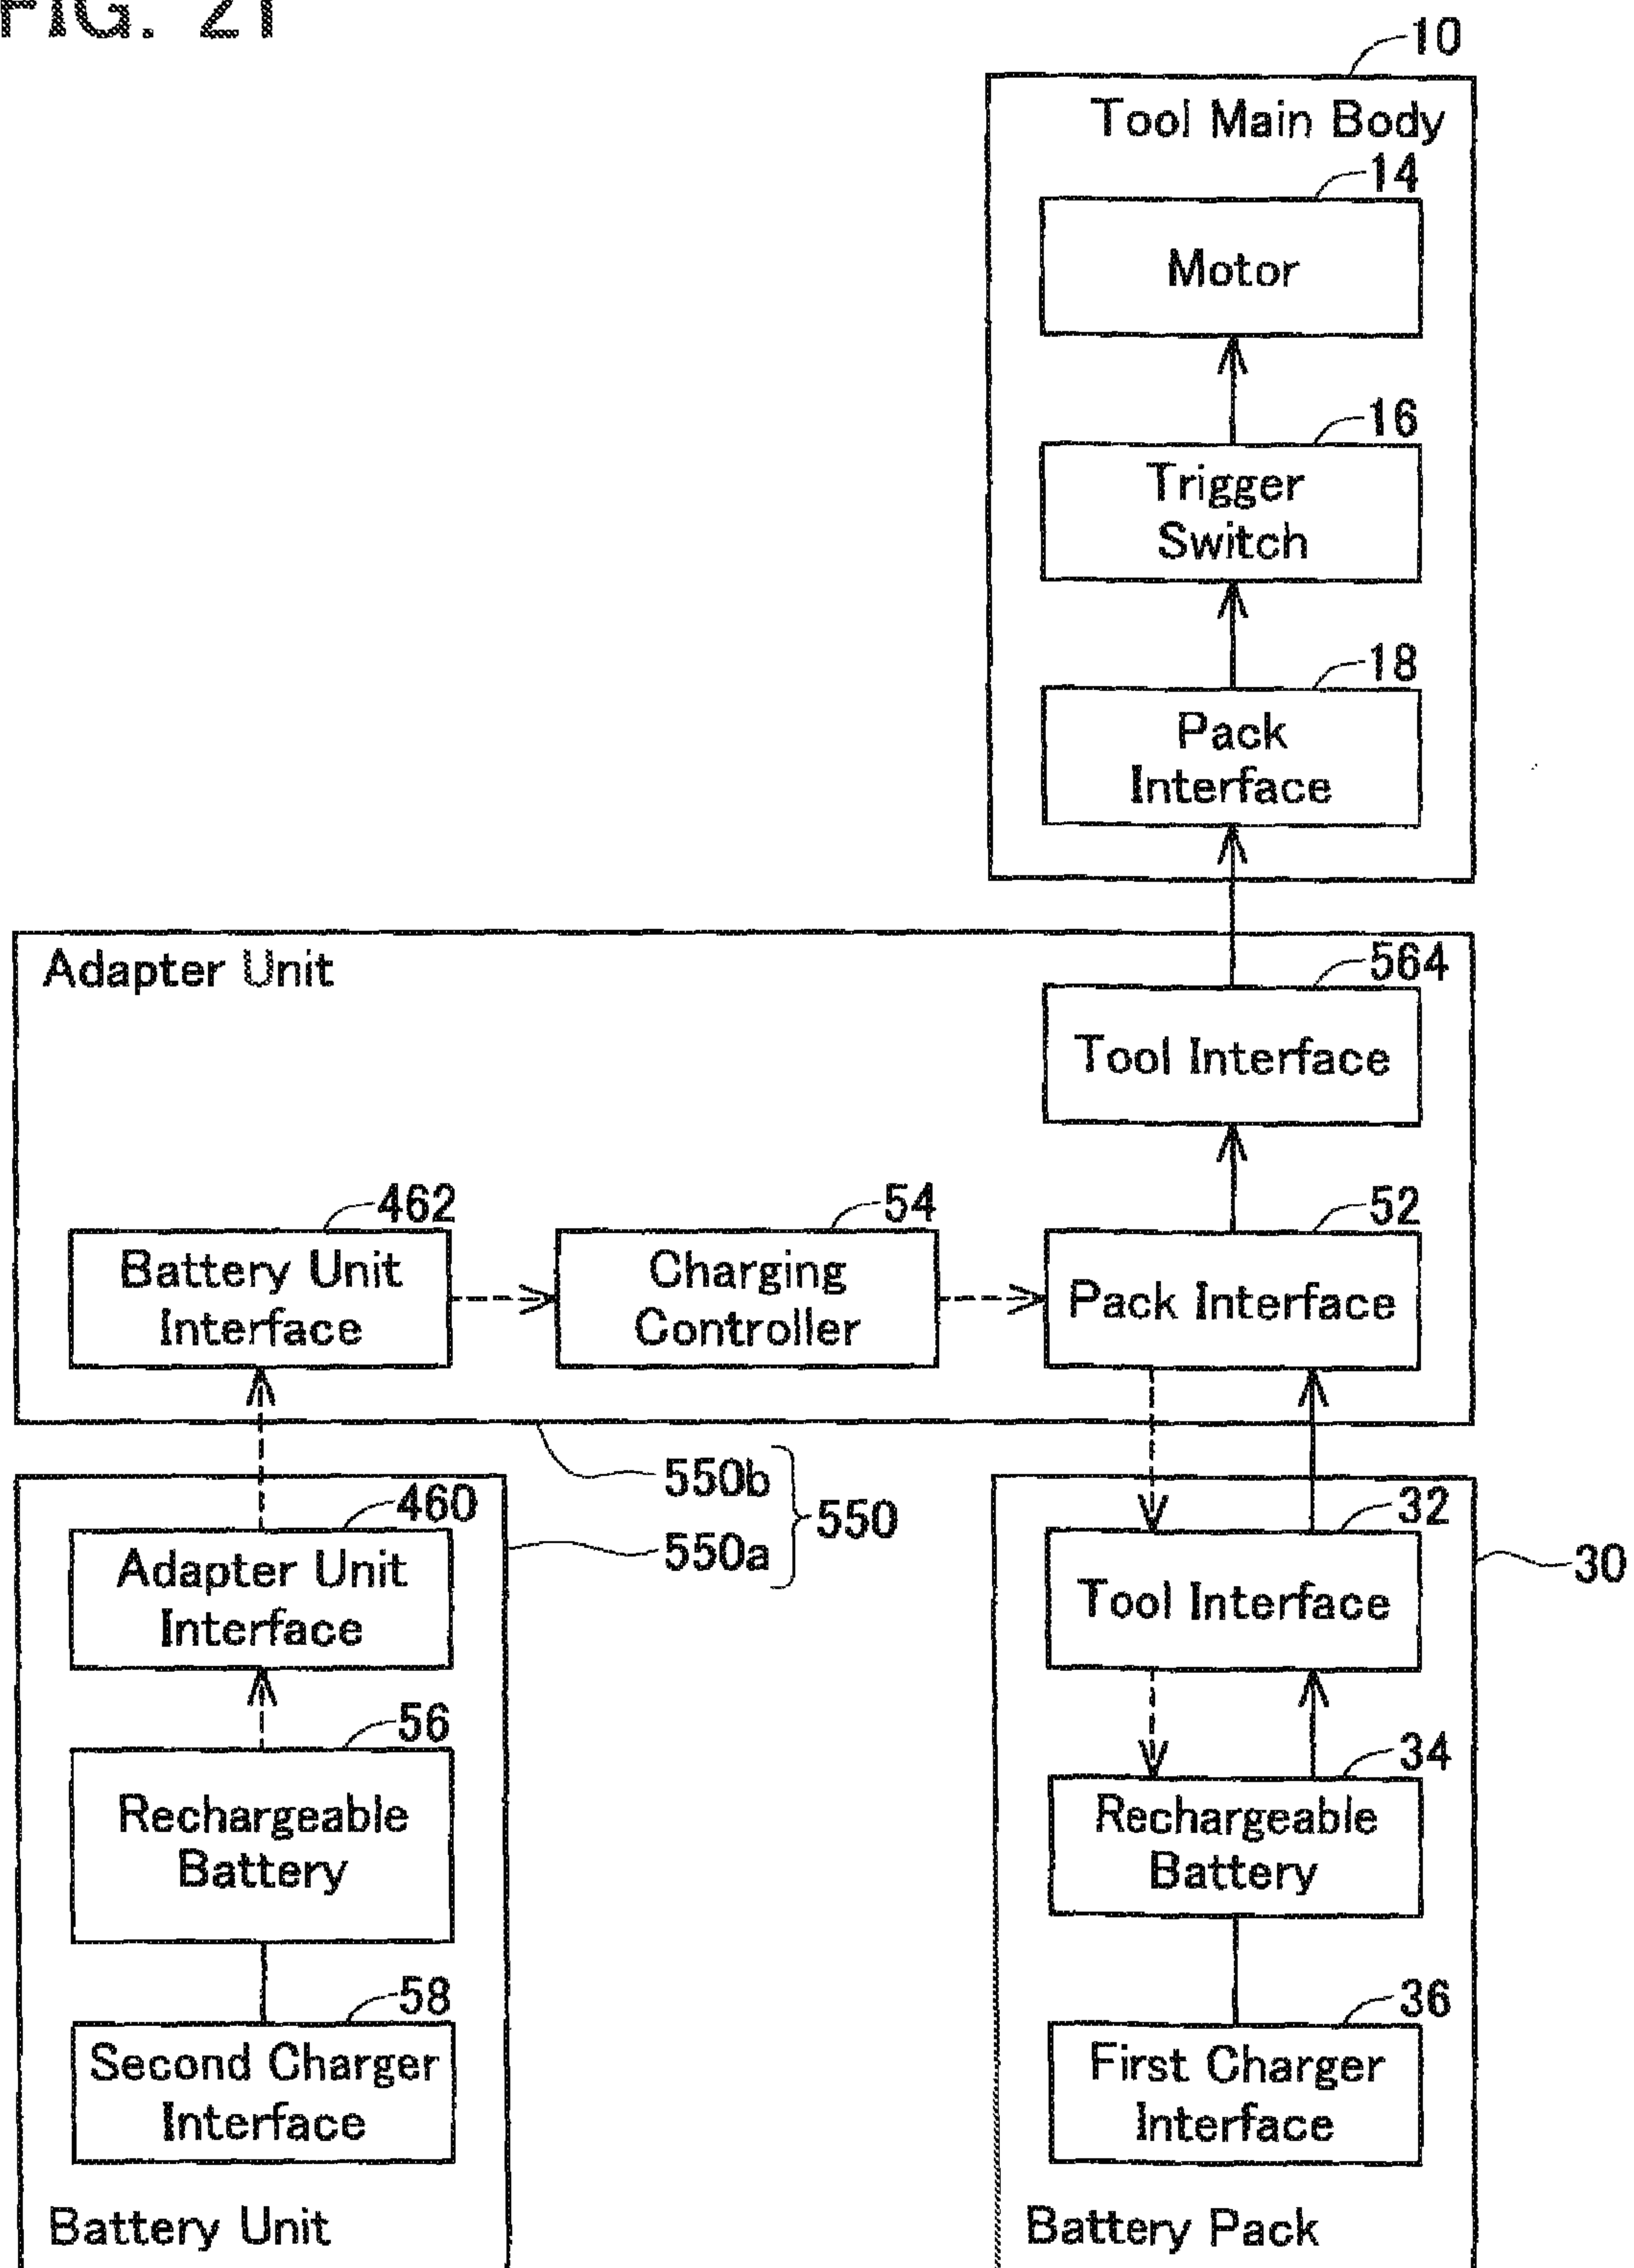 FIG. 21
10
Tool Main Body
14
Motor
16
Trigger
Switch
18
Pack
Interface
Adapter Unit
564
Tool Interface
462
Battery Unit
Interface
54
Charging
Controller
52
Pack Interface
550b
550a
550
460
Adapter Unit
Interface
56
Rechargeable
Battery
58
Second Charger
Interface
Battery Unit
32
Tool Interface
30
34
Rechargeable
Battery
36
First Charger
Interface
Battery Pack